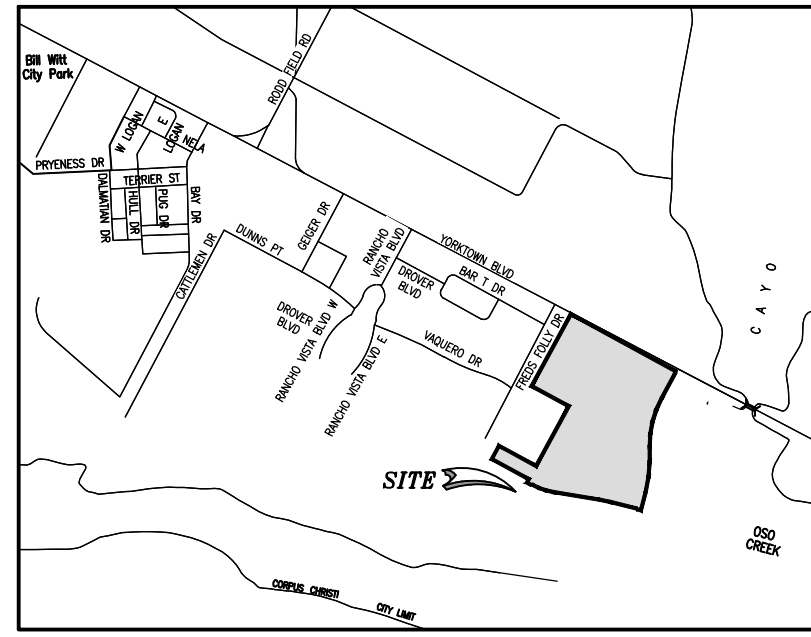 Bill Witt
City Park
RODD FIELD RD
W LOGAN
E
LOGAN
NELA
PRYENESS DR
TERRIER ST
DALMATIAN DR
HULL DR
PUG DR
BAY DR
CATTLEMEN DR
DUNNS PT
GEIGER DR
RANCHO
VISTA BLVD
YORKTOWN BLVD
DROVER
BLVD
BAR T DR
DROVER
BLVD
RANCHO VISTA BLVD W
RANCHO VISTA BLVD E
VAQUERO DR
FREDS FOLLY DR
CAYO
SITE
OSO
CREEK
CORPUS CHRISTI
CITY LIMIT